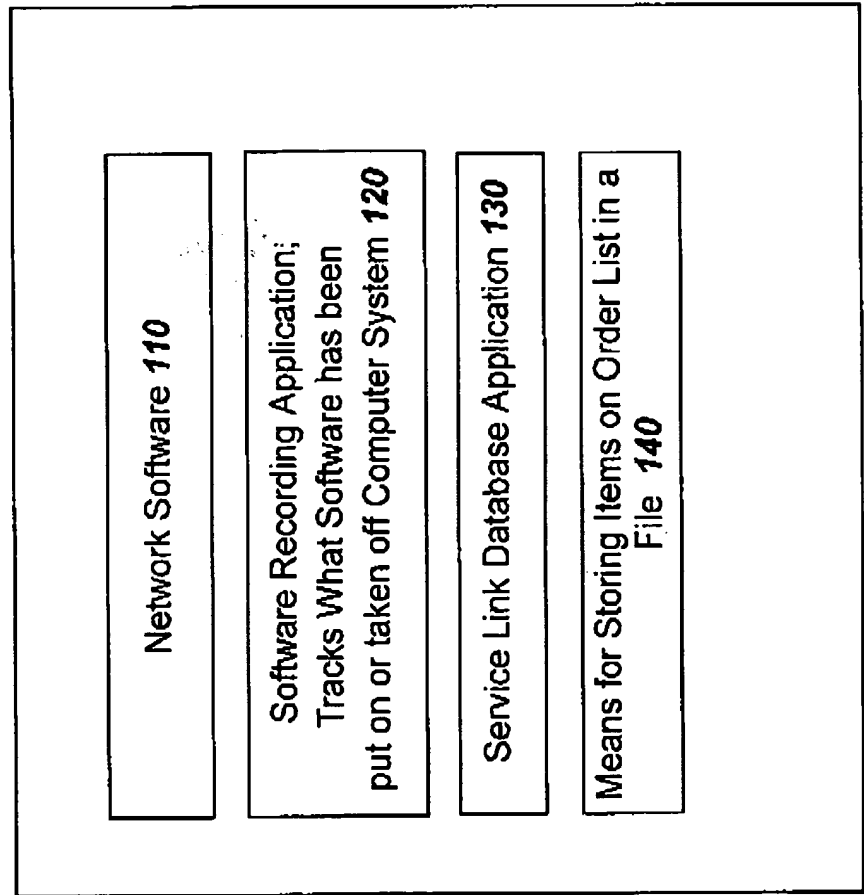 Network Software 110
Software Recording Application;
Tracks What Software has been
put on or taken off Computer System 120
Service Link Database Application 130
Means for Storing Items on Order List in a
File 140